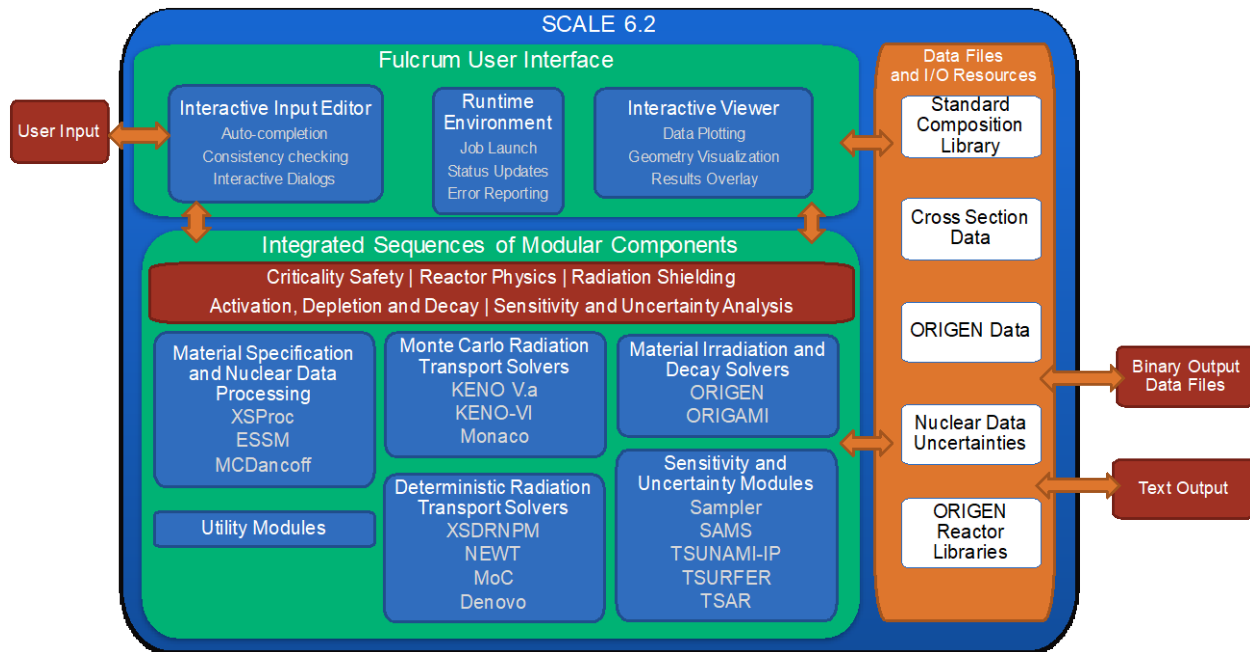 SCALE 6.2
Fulcrum User Interface
User Input
Interactive Input Editor
Auto-completion
Consistency checking
Interactive Dialogs
Runtime
Environment
Job Launch
Status Updates
Error Reporting
Interactive Viewer
Data Plotting
Geometry Visualization
Results Overlay
Integrated Sequences of Modular Components
Criticality Safety | Reactor Physics | Radiation Shielding
Activation, Depletion and Decay | Sensitivity and Uncertainty Analysis
Material Specification
and Nuclear Data
Processing
XSProc
ESSM
MCDancoff
Utility Modules
Monte Carlo Radiation
Transport Solvers
KENO V.a
KENO-VI
Monaco
Deterministic Radiation
Transport Solvers
XSDRNPM
NEWT
MoC
Denovo
Material Irradiation and
Decay Solvers
ORIGEN
ORIGAMI
Sensitivity and
Uncertainty Modules
Sampler
SAMS
TSUNAMI-IP
TSURFER
TSAR
Data Files
and I/O Resources
Standard
Composition
Library
Cross Section
Data
ORIGEN Data
Nuclear Data
Uncertainties
ORIGEN
Reactor
Libraries
Binary Output
Data Files
Text Output